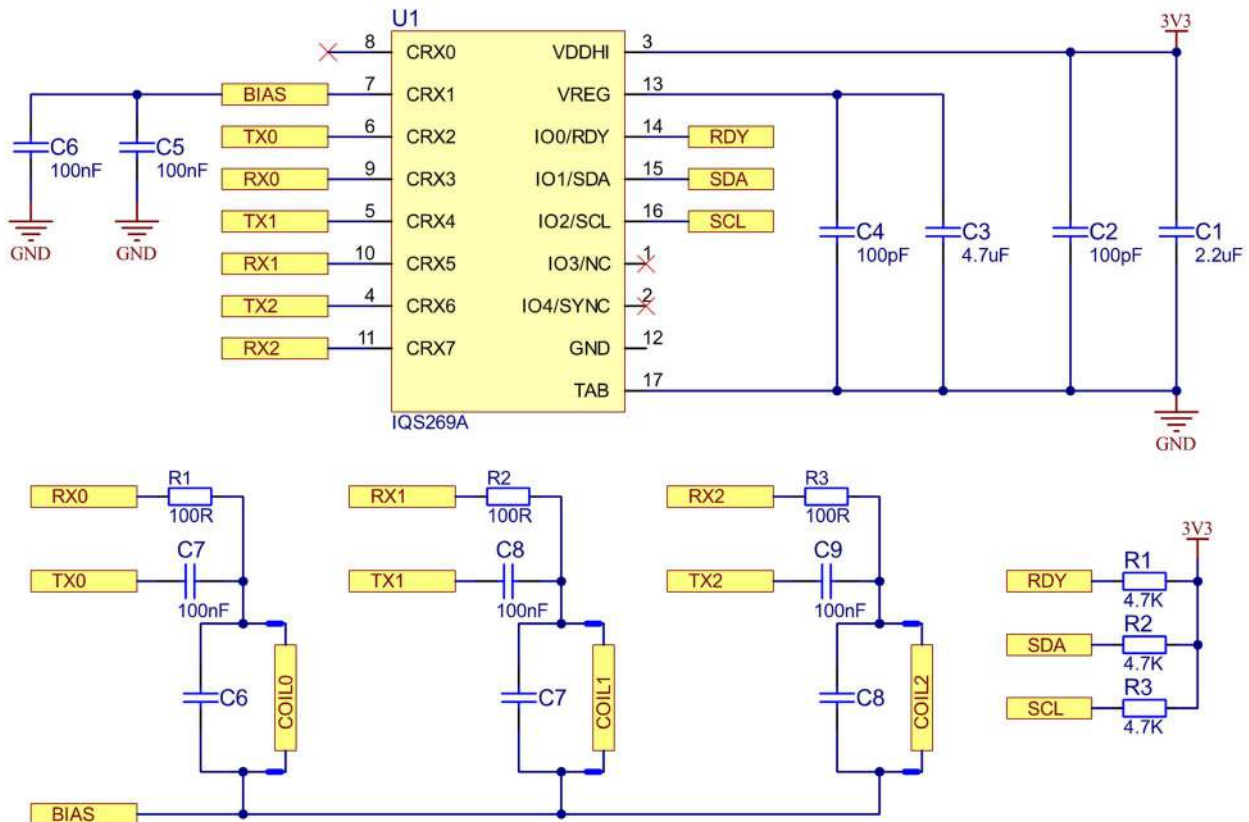 U1
3V3
8 CRX0 VDDHI 3
BIAS 7 CRX1 VREG 13
TX0 6 CRX2 IO0/RDY 14 RDY
C6 C5
100nF 100nF
RX0 9 CRX3 IO1/SDA 15 SDA
TX1 5 CRX4 IO2/SCL 16 SCL
GND GND
C4 C3 C2 C1
100pF 4.7uF 100pF 2.2uF
RX1 10 CRX5 IO3/NC 1
TX2 4 CRX6 IO4/SYNC 2
RX2 11 CRX7 GND 12
TAB 17
IQS269A
GND
R1 R2 R3
RX0 RX1 RX2
100R 100R 100R
3V3
C7 C8 C9
TX0 TX1 TX2
100nF 100nF 100nF
R1
RDY
4.7K
R2
SDA
4.7K
R3
SCL
4.7K
C6 COIL0 C7 COIL1 C8 COIL2
BIAS